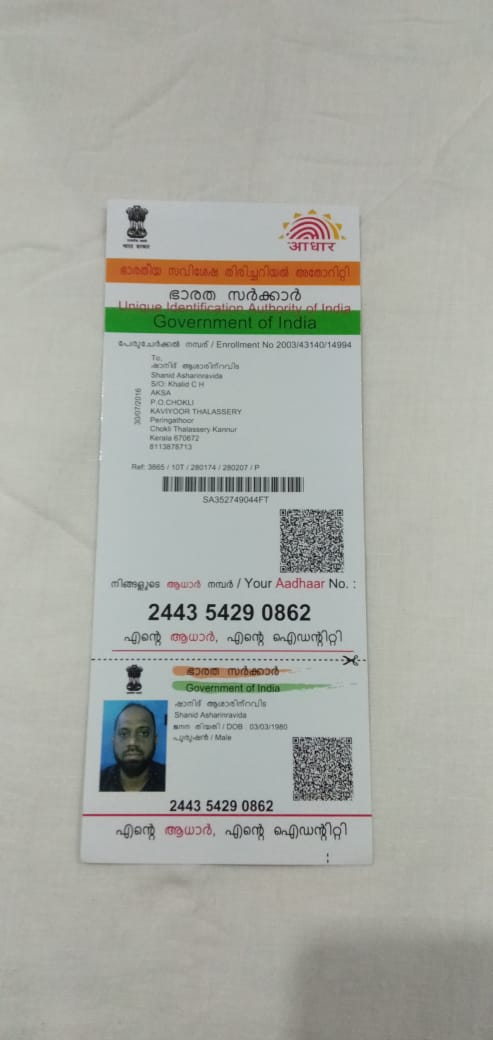 भारत सरकार
आधार
ഭാരതീയ സവിശേഷ തിരിച്ചറിയൽ അതോറിറ്റി
ഭാരത സർക്കാർ
Unique Identification Authority of India
Government of India
പേരുചേർക്കൽ നമ്പര് / Enrollment No 2003/43140/14994
To,
ഷാനിദ് ആശാരിന്റവിട
Shanid Asharinravida
S/O: Khalid C H
AKSA
P.O.CHOKLI
KAVIYOOR THALASSERY
Peringathoor
Chokli Thalassery Kannur
Kerala 670672
8113878713
30/07/2016
Ref: 3665 / 10T / 280174 / 280207 / P
SA352749044FT
നിങ്ങളുടെ ആധാർ നമ്പർ / Your Aadhaar No. :
2443 5429 0862
എന്റെ ആധാർ, എന്റെ ഐഡന്റിറ്റി
ഭാരത സർക്കാർ
Government of India
ഷാനിദ് ആശാരിന്റവിട
Shanid Asharinravida
ജനന തിയതി / DOB : 03/03/1980
പുരുഷൻ / Male
2443 5429 0862
എന്റെ ആധാർ, എന്റെ ഐഡന്റിറ്റി